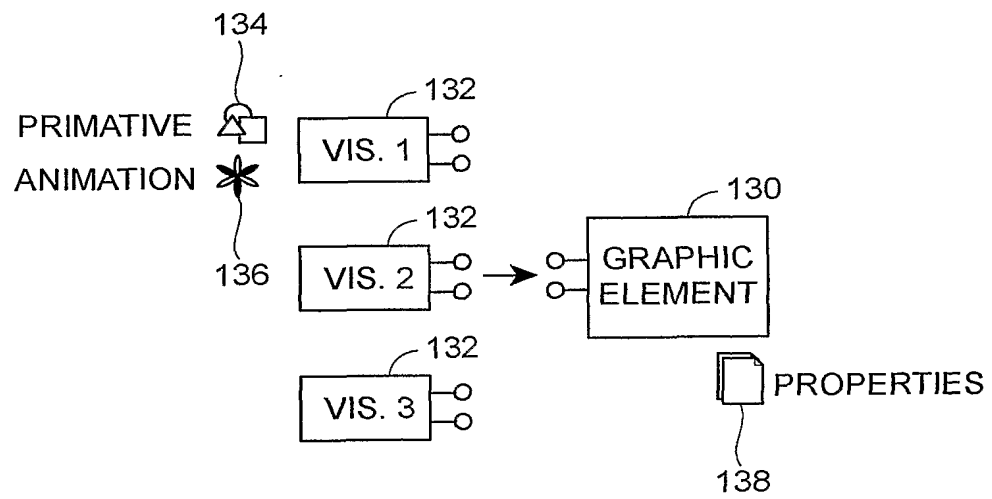 134
132
PRIMATIVE
VIS. 1
ANIMATION
132
130
136
VIS. 2
GRAPHIC
ELEMENT
132
VIS. 3
PROPERTIES
138